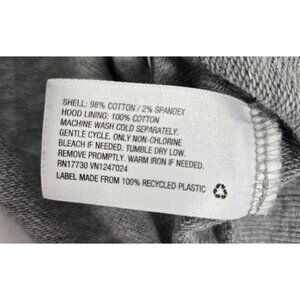 SHELL: 98% COTTON / 2% SPANDEX
HOOD LINING: 100% COTTON
MACHINE WASH COLD SEPARATELY.
GENTLE CYCLE. ONLY NON-CHLORINE
BLEACH IF NEEDED. TUMBLE DRY LOW.
REMOVE PROMPTLY. WARM IRON IF NEEDED.
RN17730 VN1247024
LABEL MADE FROM 100% RECYCLED PLASTIC